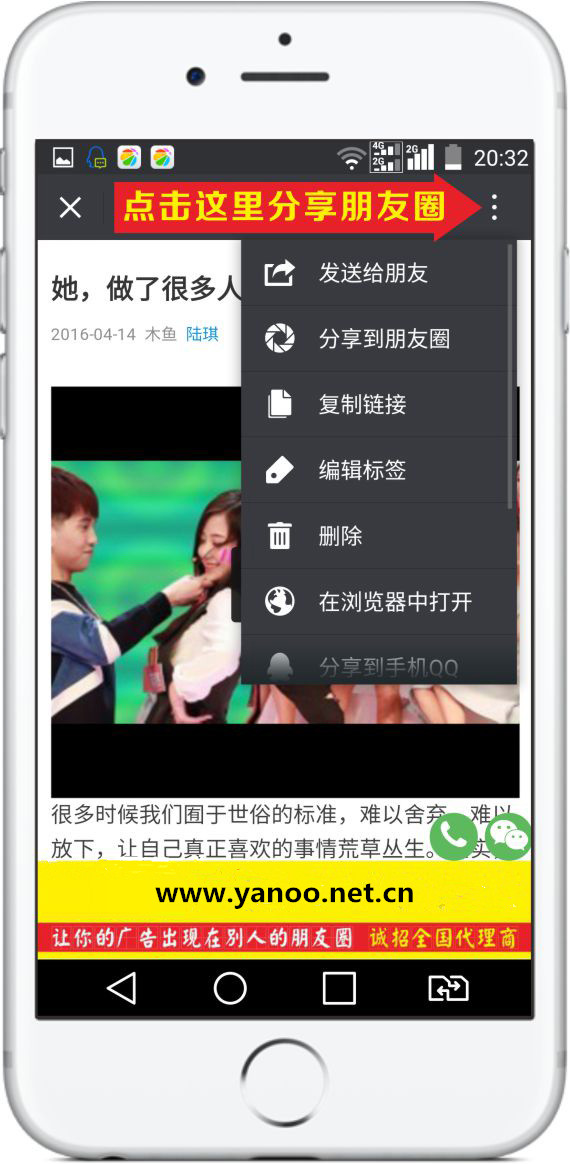 4G
2G
2G
20:32
点击这里分享朋友圈
她，做了很多人
2016-04-14 木鱼 陆琪
发送给朋友
分享到朋友圈
复制链接
编辑标签
删除
在浏览器中打开
分享到手机QQ
很多时候我们囿于世俗的标准，难以舍弃、难以
放下，让自己真正喜欢的事情荒草丛生。
www.yanoo.net.cn
让你的广告出现在别人的朋友圈 诚招全国代理商